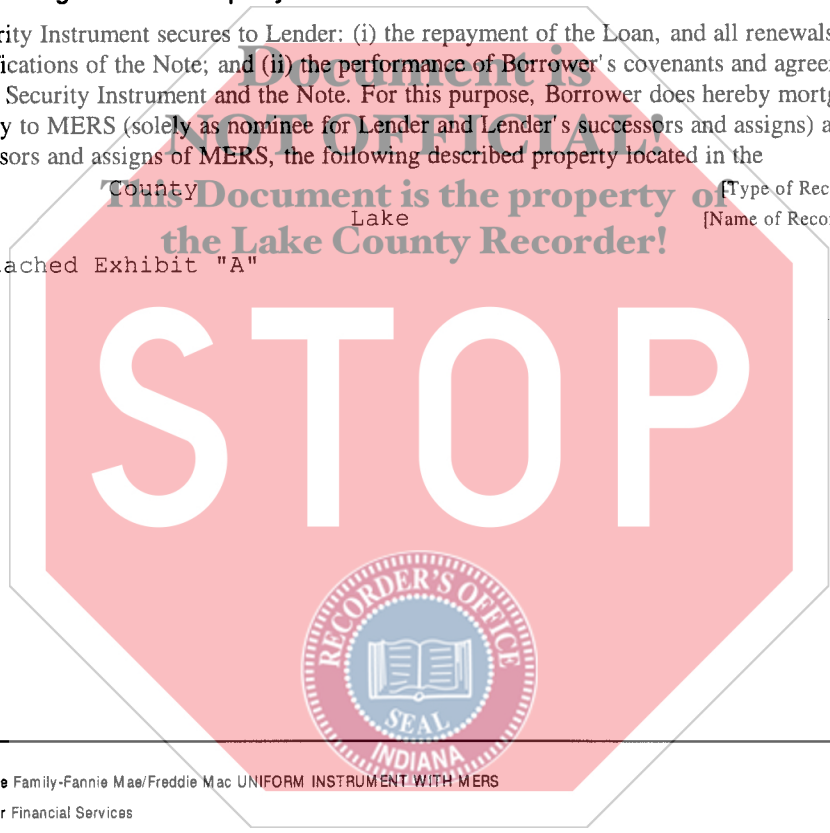 rity Instrument secures to Lender: (i) the repayment of the Loan, and all renewals
ications of the Note; and (ii) the performance of Borrower's covenants and agree
Security Instrument and the Note. For this purpose, Borrower does hereby mortg
y to MERS (solely as nominee for Lender and Lender's successors and assigns) a
sors and assigns of MERS, the following described property located in the
County [Type of Rec
Lake [Name of Recor
ached Exhibit "A"
Document is
NOT OFFICIAL!
This Document is the property of
the Lake County Recorder!
STOP
RECORDER'S OFFICE
SEAL
INDIANA
e Family-Fannie Mae/Freddie Mac UNIFORM INSTRUMENT WITH MERS
r Financial Services